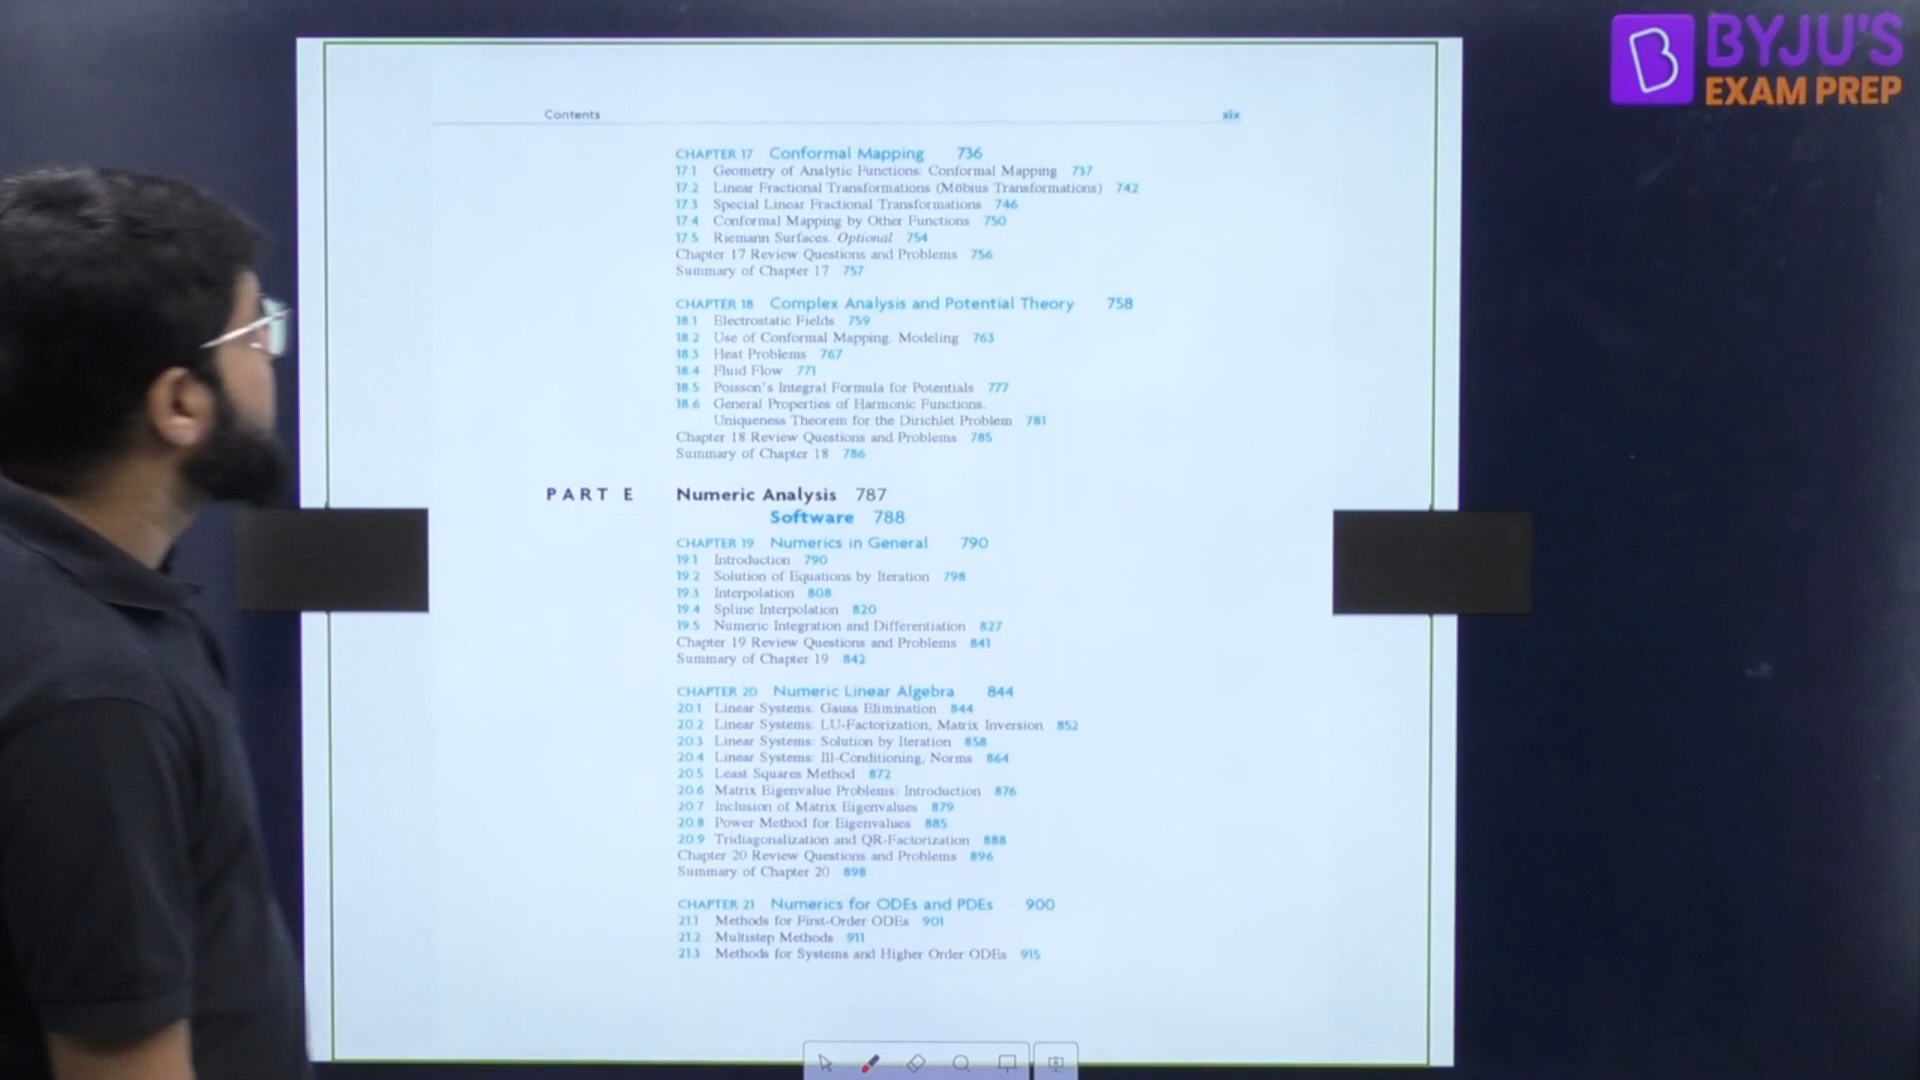 BYJU'S
EXAM PREP
Contents xix
CHAPTER 17 Conformal Mapping 736
17.1 Geometry of Analytic Functions: Conformal Mapping 737
17.2 Linear Fractional Transformations (Möbius Transformations) 742
17.3 Special Linear Fractional Transformations 746
17.4 Conformal Mapping by Other Functions 750
17.5 Riemann Surfaces. Optional 754
Chapter 17 Review Questions and Problems 756
Summary of Chapter 17 757
CHAPTER 18 Complex Analysis and Potential Theory 758
18.1 Electrostatic Fields 759
18.2 Use of Conformal Mapping. Modeling 763
18.3 Heat Problems 767
18.4 Fluid Flow 771
18.5 Poisson's Integral Formula for Potentials 777
18.6 General Properties of Harmonic Functions.
Uniqueness Theorem for the Dirichlet Problem 781
Chapter 18 Review Questions and Problems 785
Summary of Chapter 18 786
PART E Numeric Analysis 787
Software 788
CHAPTER 19 Numerics in General 790
19.1 Introduction 790
19.2 Solution of Equations by Iteration 798
19.3 Interpolation 808
19.4 Spline Interpolation 820
19.5 Numeric Integration and Differentiation 827
Chapter 19 Review Questions and Problems 841
Summary of Chapter 19 842
CHAPTER 20 Numeric Linear Algebra 844
20.1 Linear Systems: Gauss Elimination 844
20.2 Linear Systems: LU-Factorization, Matrix Inversion 852
20.3 Linear Systems: Solution by Iteration 858
20.4 Linear Systems: Ill-Conditioning, Norms 864
20.5 Least Squares Method 872
20.6 Matrix Eigenvalue Problems: Introduction 876
20.7 Inclusion of Matrix Eigenvalues 879
20.8 Power Method for Eigenvalues 885
20.9 Tridiagonalization and QR-Factorization 888
Chapter 20 Review Questions and Problems 896
Summary of Chapter 20 898
CHAPTER 21 Numerics for ODEs and PDEs 900
21.1 Methods for First-Order ODEs 901
21.2 Multistep Methods 911
21.3 Methods for Systems and Higher Order ODEs 915